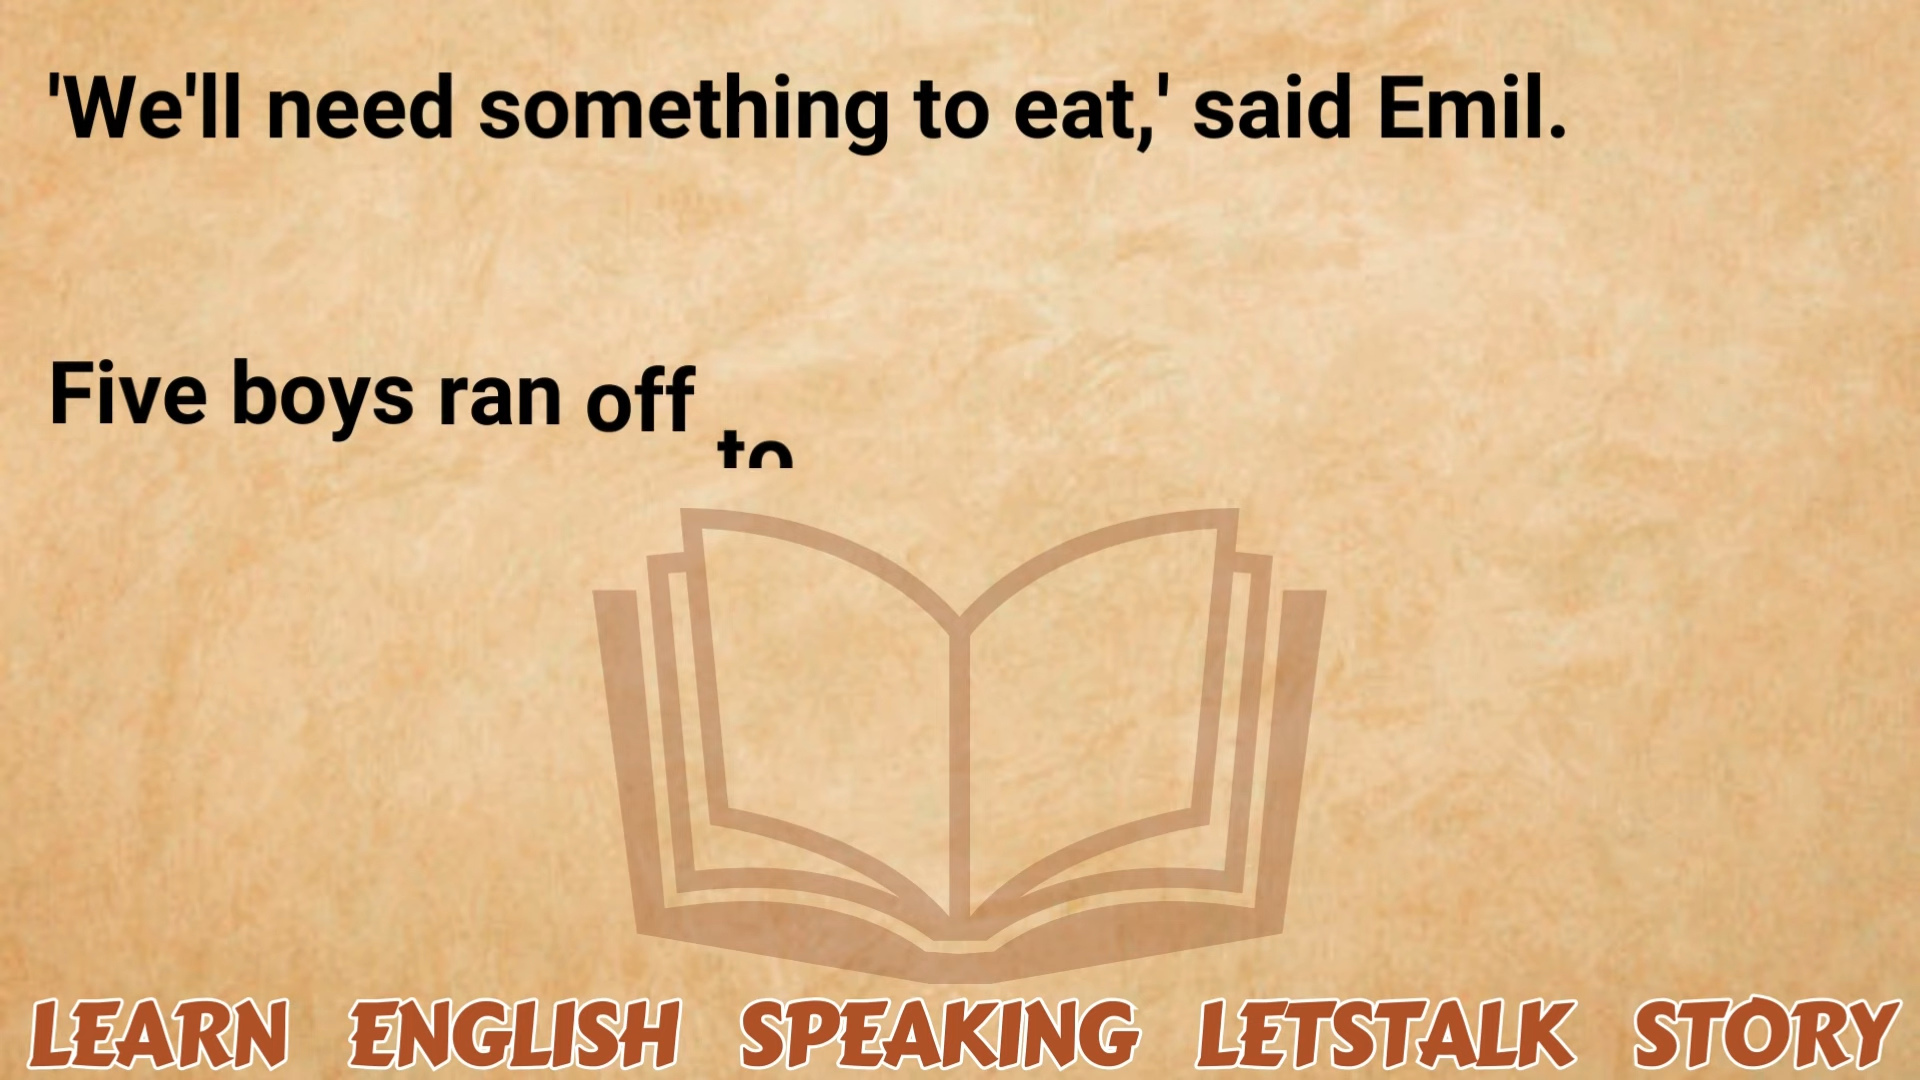 'We'll need something to eat,' said Emil.
Five boys ran off to
LEARN ENGLISH SPEAKING LETSTALK STORY